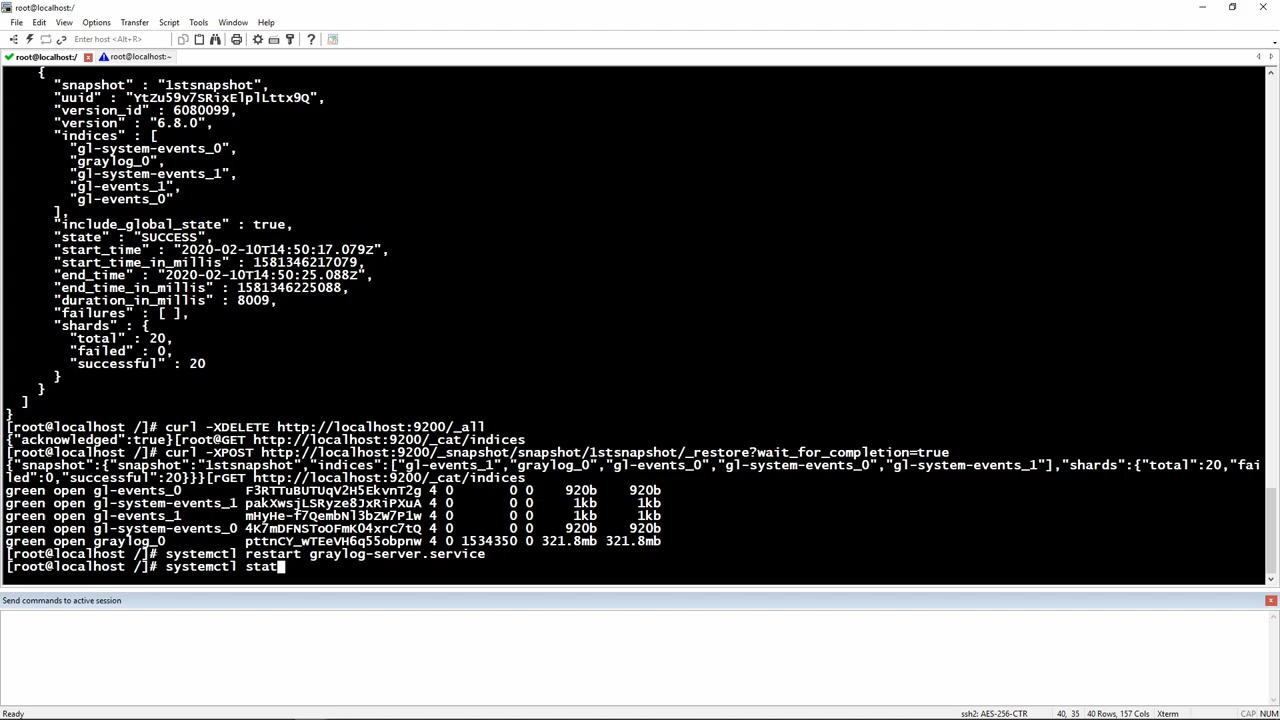 root@localhost:/
File Edit View Options Transfer Script Tools Window Help
Enter host <Alt+R>
root@localhost:/ root@localhost:~
{
"snapshot" : "1stsnapshot",
"uuid" : "YtZu59v7SRixElplLttx9Q",
"version_id" : 6080099,
"version" : "6.8.0",
"indices" : [
"gl-system-events_0",
"graylog_0",
"gl-system-events_1",
"gl-events_1",
"gl-events_0"
],
"include_global_state" : true,
"state" : "SUCCESS",
"start_time" : "2020-02-10T14:50:17.079Z",
"start_time_in_millis" : 1581346217079,
"end_time" : "2020-02-10T14:50:25.088Z",
"end_time_in_millis" : 1581346225088,
"duration_in_millis" : 8009,
"failures" : [ ],
"shards" : {
"total" : 20,
"failed" : 0,
"successful" : 20
}
}
]
}
[root@localhost /]# curl -XDELETE http://localhost:9200/_all
{"acknowledged":true}[root@GET http://localhost:9200/_cat/indices
[root@localhost /]# curl -XPOST http://localhost:9200/_snapshot/snapshot/1stsnapshot/_restore?wait_for_completion=true
{"snapshot":{"snapshot":"1stsnapshot","indices":["gl-events_1","graylog_0","gl-events_0","gl-system-events_0","gl-system-events_1"],"shards":{"total":20,"fai
led":0,"successful":20}}}[rGET http://localhost:9200/_cat/indices
green open gl-events_0 F3RTTuBUTUqV2H5EkvnT2g 4 0 0 0 920b 920b
green open gl-system-events_1 pakXwsjLSRyze8JxRiPXuA 4 0 0 0 1kb 1kb
green open gl-events_1 mHyHe-f7QembNl3bZW7P1w 4 0 0 0 1kb 1kb
green open gl-system-events_0 4K7mDFNSToOFmK04xrC7tQ 4 0 0 0 920b 920b
green open graylog_0 pttnCY_wTEeVH6q55obpnw 4 0 1534350 0 321.8mb 321.8mb
[root@localhost /]# systemctl restart graylog-server.service
[root@localhost /]# systemctl stat
Send commands to active session
Ready ssh2: AES-256-CTR 40, 35 40 Rows, 157 Cols Xterm CAP NUM